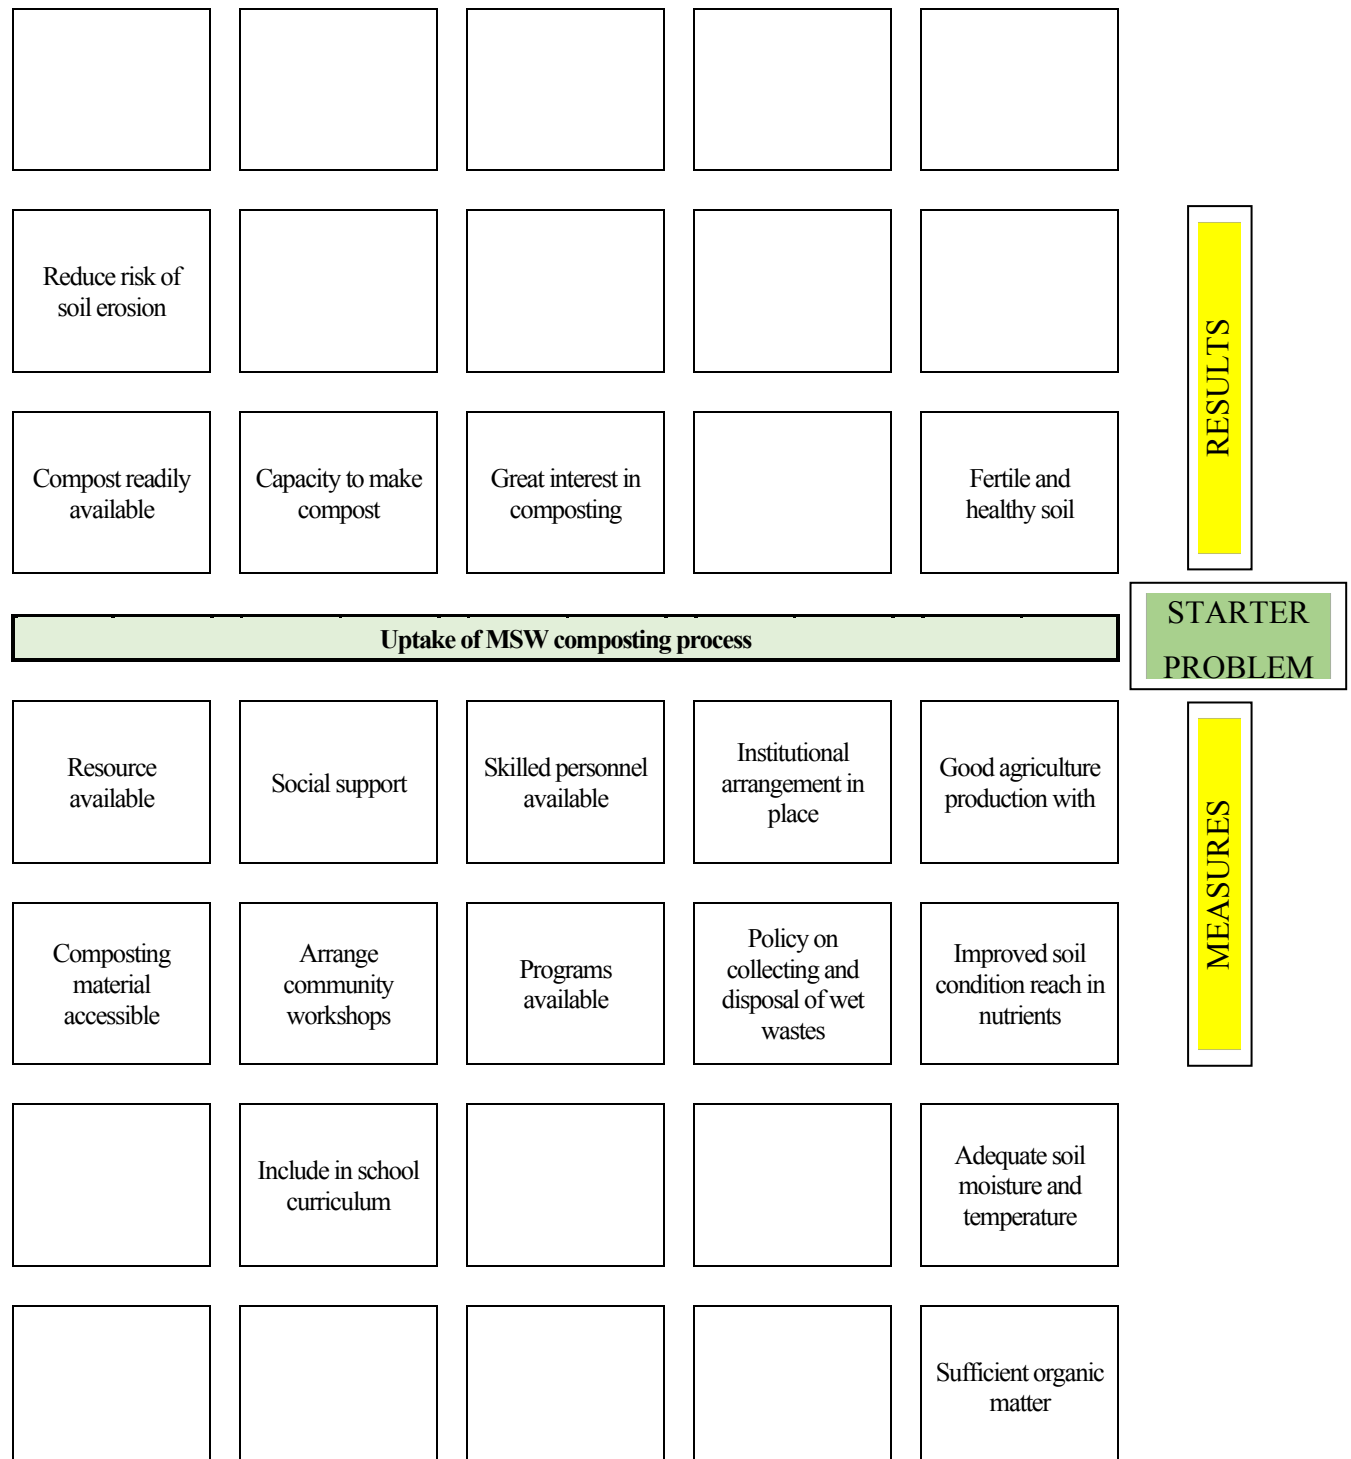 Reduce risk of
soil erosion
RESULTS
Compost readily
available
Capacity to make
compost
Great interest in
composting
Fertile and
healthy soil
Uptake of MSW composting process
STARTER
PROBLEM
Resource
available
Social support
Skilled personnel
available
Institutional
arrangement in
place
Good agriculture
production with
MEASURES
Composting
material
accessible
Arrange
community
workshops
Programs
available
Policy on
collecting and
disposal of wet
wastes
Improved soil
condition reach in
nutrients
Include in school
curriculum
Adequate soil
moisture and
temperature
Sufficient organic
matter